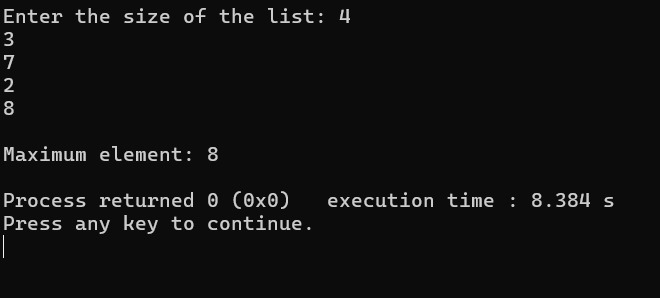 Enter the size of the list: 4
3
7
2
8
Maximum element: 8
Process returned 0 (0x0)   execution time : 8.384 s
Press any key to continue.